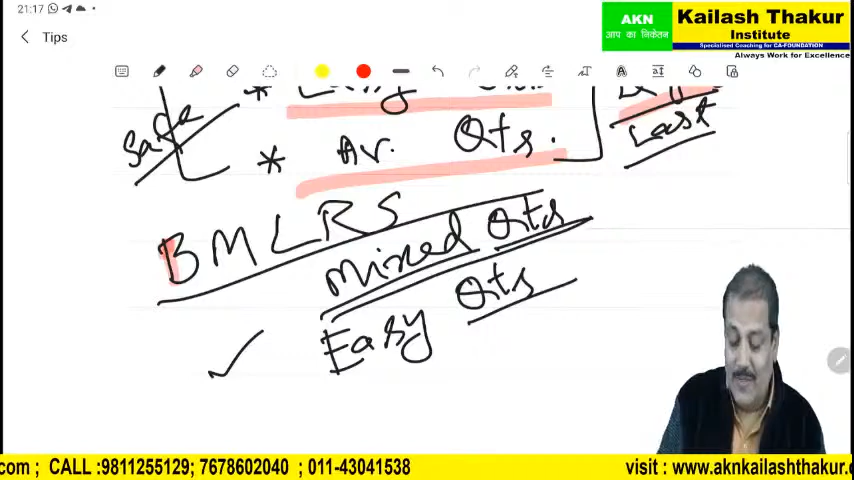 21:17
Tips
AKN
आप का निकेतन
Kailash Thakur
Institute
Specialised Coaching for CA-FOUNDATION
Always Work for Excellence
Safe
* Av. Qts.
Last
BMLRS
Mixed Qts
Easy Qts
com ; CALL :9811255129; 7678602040 ; 011-43041538
visit : www.aknkailashthakur.c